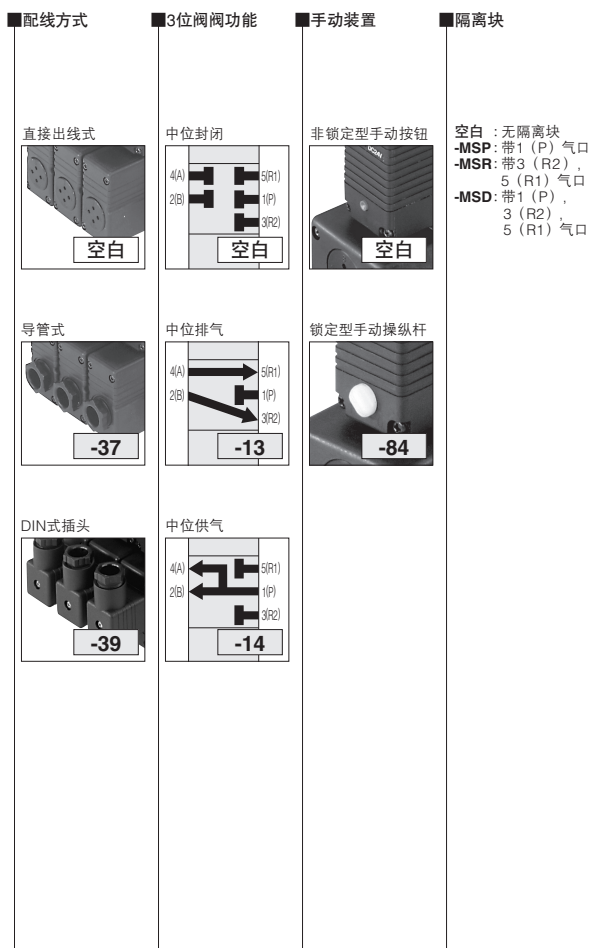 ■配线方式
直接出线式
空白
导管式
-37
DIN式插头
-39
■3位阀阀功能
中位封闭
4(A)
5(R1)
2(B)
1(P)
3(R2)
空白
中位排气
4(A)
5(R1)
2(B)
1(P)
3(R2)
-13
中位供气
4(A)
5(R1)
2(B)
1(P)
3(R2)
-14
■手动装置
非锁定型手动按钮
空白
锁定型手动操纵杆
-84
■隔离块
空白 :无隔离块
-MSP:带1（P）气口
-MSR:带3（R2）,
5（R1）气口
-MSD:带1（P）,
3（R2）,
5（R1）气口